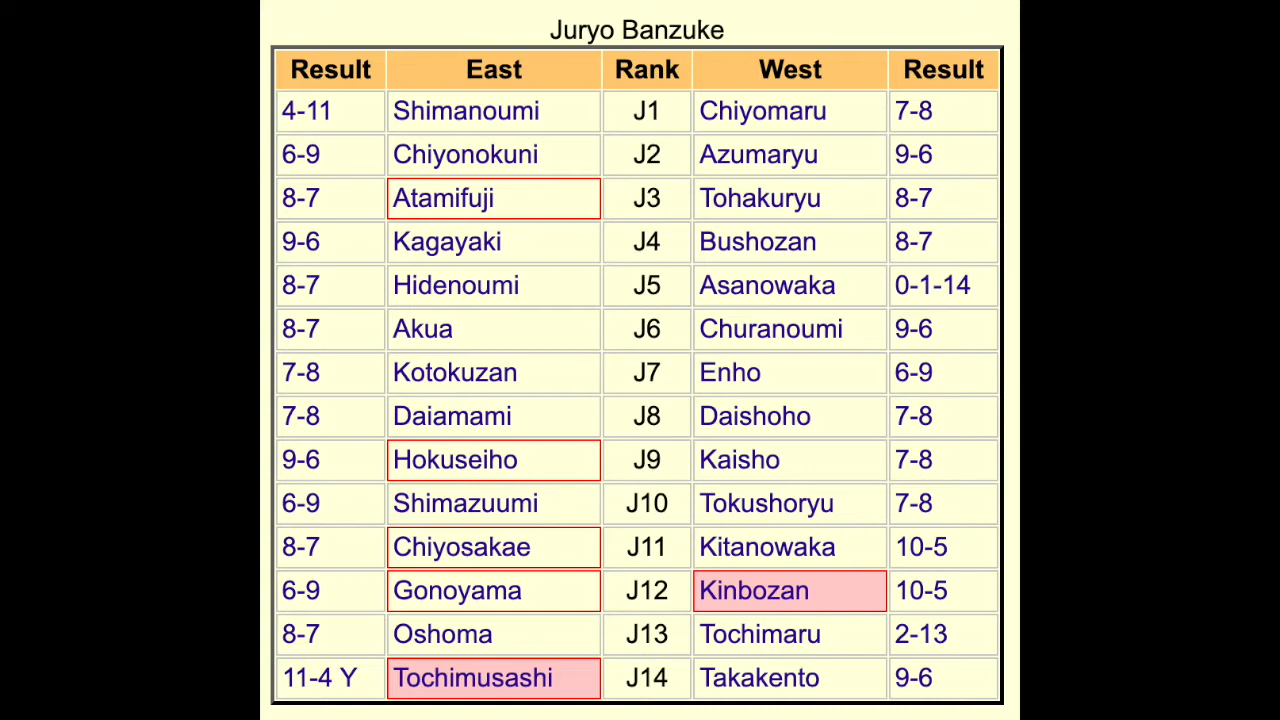 Juryo Banzuke
Result East Rank West Result
4-11 Shimanoumi J1 Chiyomaru 7-8
6-9 Chiyonokuni J2 Azumaryu 9-6
8-7 Atamifuji J3 Tohakuryu 8-7
9-6 Kagayaki J4 Bushozan 8-7
8-7 Hidenoumi J5 Asanowaka 0-1-14
8-7 Akua J6 Churanoumi 9-6
7-8 Kotokuzan J7 Enho 6-9
7-8 Daiamami J8 Daishoho 7-8
9-6 Hokuseiho J9 Kaisho 7-8
6-9 Shimazuumi J10 Tokushoryu 7-8
8-7 Chiyosakae J11 Kitanowaka 10-5
6-9 Gonoyama J12 Kinbozan 10-5
8-7 Oshoma J13 Tochimaru 2-13
11-4 Y Tochimusashi J14 Takakento 9-6